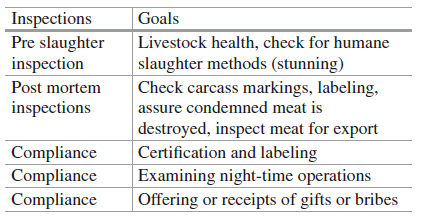 Inspections Goals
Pre slaughter Livestock health, check for humane
inspection slaughter methods (stunning)
Post mortem Check carcass markings, labeling,
inspections assure condemned meat is
destroyed, inspect meat for export
Compliance Certification and labeling
Compliance Examining night-time operations
Compliance Offering or receipts of gifts or bribes